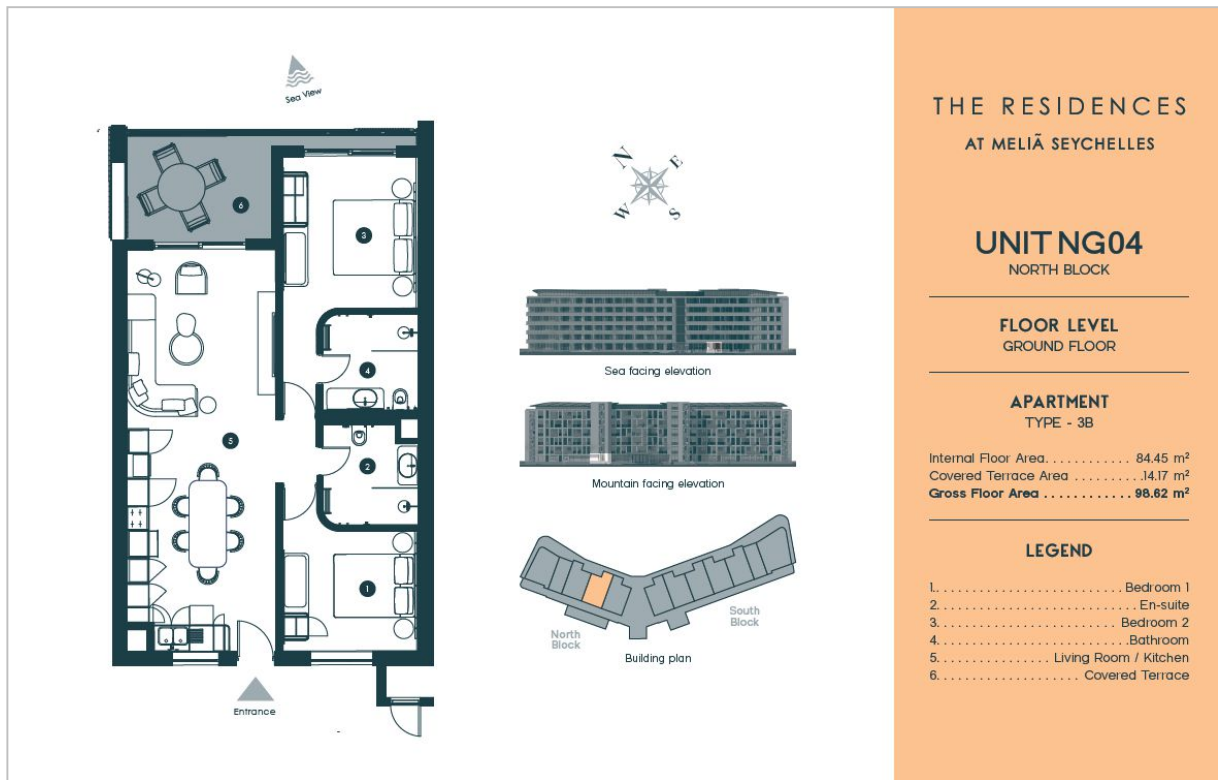 Sea View
6
3
4
5
2
1
Entrance
N
E
W
S
Sea facing elevation
Mountain facing elevation
North
Block
South
Block
Building plan
THE RESIDENCES
AT MELIÃ SEYCHELLES
UNIT NG04
NORTH BLOCK
FLOOR LEVEL
GROUND FLOOR
APARTMENT
TYPE - 3B
Internal Floor Area............ 84.45 m²
Covered Terrace Area ..........14.17 m²
Gross Floor Area ............ 98.62 m²
LEGEND
1.......................... Bedroom 1
2............................ En-suite
3......................... Bedroom 2
4...........................Bathroom
5................ Living Room / Kitchen
6..................... Covered Terrace